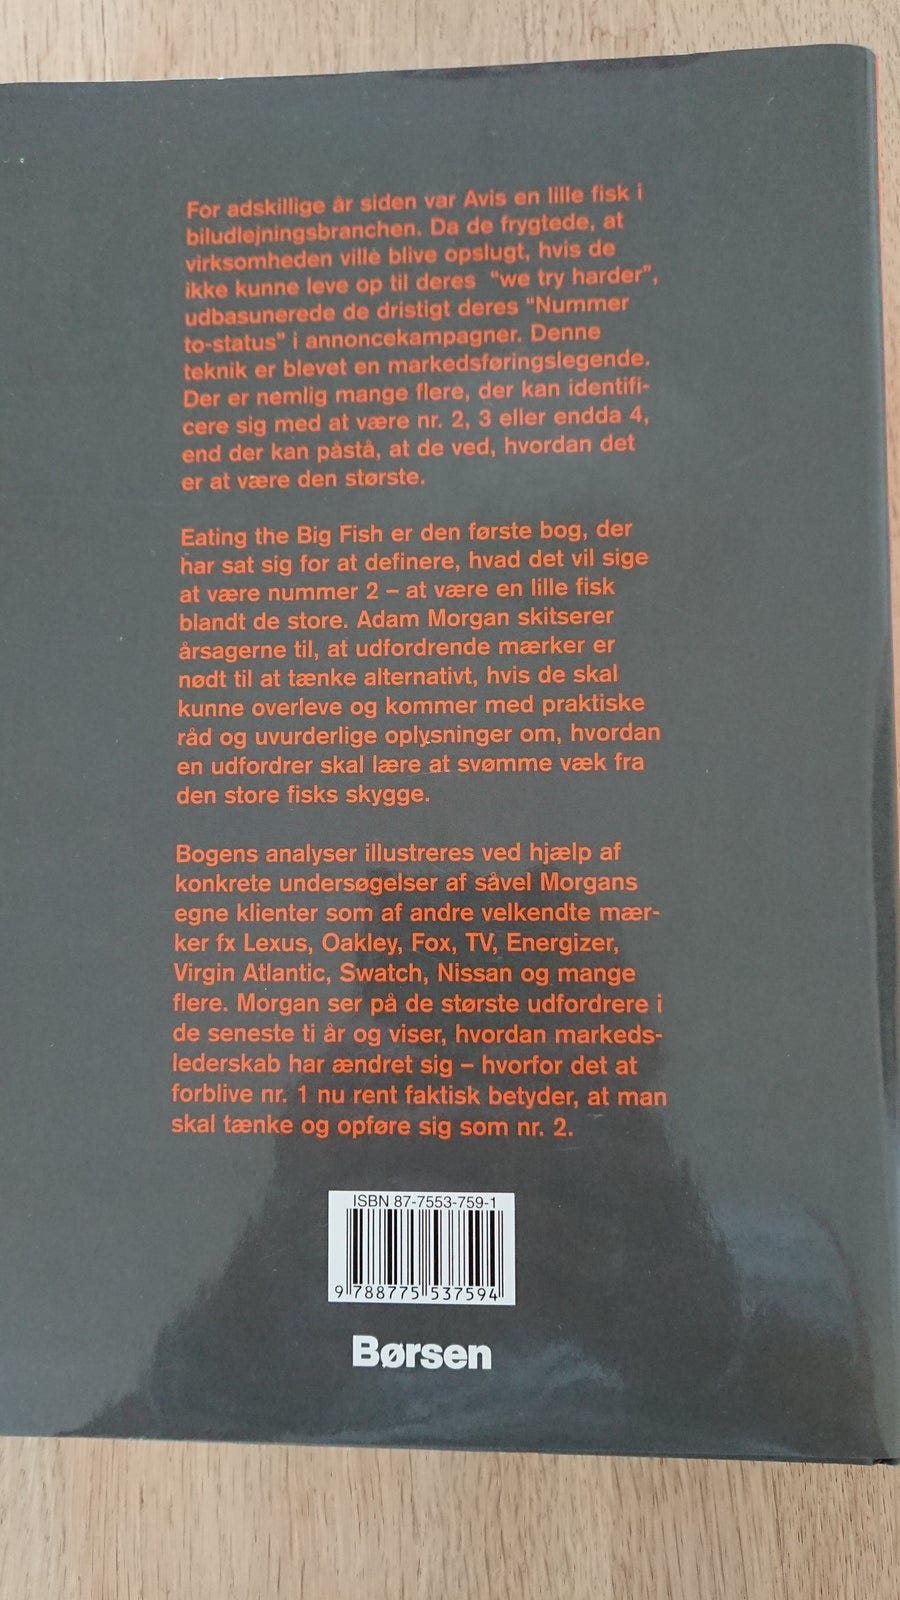 For adskillige år siden var Avis en lille fisk i
biludlejningsbranchen. Da de frygtede, at
virksomheden ville blive opslugt, hvis de
ikke kunne leve op til deres "we try harder",
udbasunerede de dristigt deres "Nummer
to-status" i annoncekampagner. Denne
teknik er blevet en markedsføringslegende.
Der er nemlig mange flere, der kan identifi-
cere sig med at være nr. 2, 3 eller endda 4,
end der kan påstå, at de ved, hvordan det
er at være den største.
Eating the Big Fish er den første bog, der
har sat sig for at definere, hvad det vil sige
at være nummer 2 – at være en lille fisk
blandt de store. Adam Morgan skitserer
årsagerne til, at udfordrende mærker er
nødt til at tænke alternativt, hvis de skal
kunne overleve og kommer med praktiske
råd og uvurderlige oplysninger om, hvordan
en udfordrer skal lære at svømme væk fra
den store fisks skygge.
Bogens analyser illustreres ved hjælp af
konkrete undersøgelser af såvel Morgans
egne klienter som af andre velkendte mær-
ker fx Lexus, Oakley, Fox, TV, Energizer,
Virgin Atlantic, Swatch, Nissan og mange
flere. Morgan ser på de største udfordrere i
de seneste ti år og viser, hvordan markeds-
lederskab har ændret sig – hvorfor det at
forblive nr. 1 nu rent faktisk betyder, at man
skal tænke og opføre sig som nr. 2.
ISBN 87-7553-759-1
9 788775 537594
Børsen